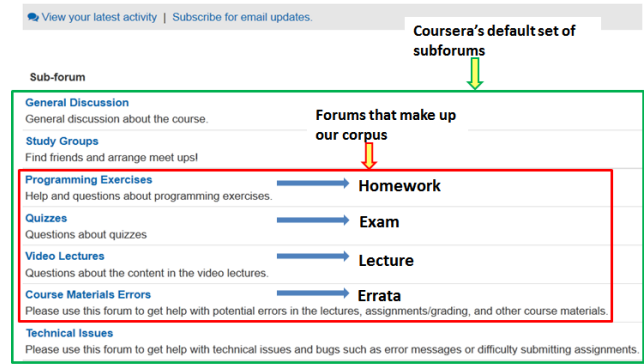 View your latest activity | Subscribe for email updates.
Coursera's default set of
subforums
Sub-forum
General Discussion
General discussion about the course.
Forums that make up
our corpus
Study Groups
Find friends and arrange meet ups!
Programming Exercises
Homework
Help and questions about programming exercises.
Quizzes
Exam
Questions about quizzes
Video Lectures
Lecture
Questions about the content in the video lectures.
Course Materials Errors
Errata
Please use this forum to get help with potential errors in the lectures, assignments/grading, and other course materials.
Technical Issues
Please use this forum to get help with technical issues and bugs such as error messages or difficulty submitting assignments.